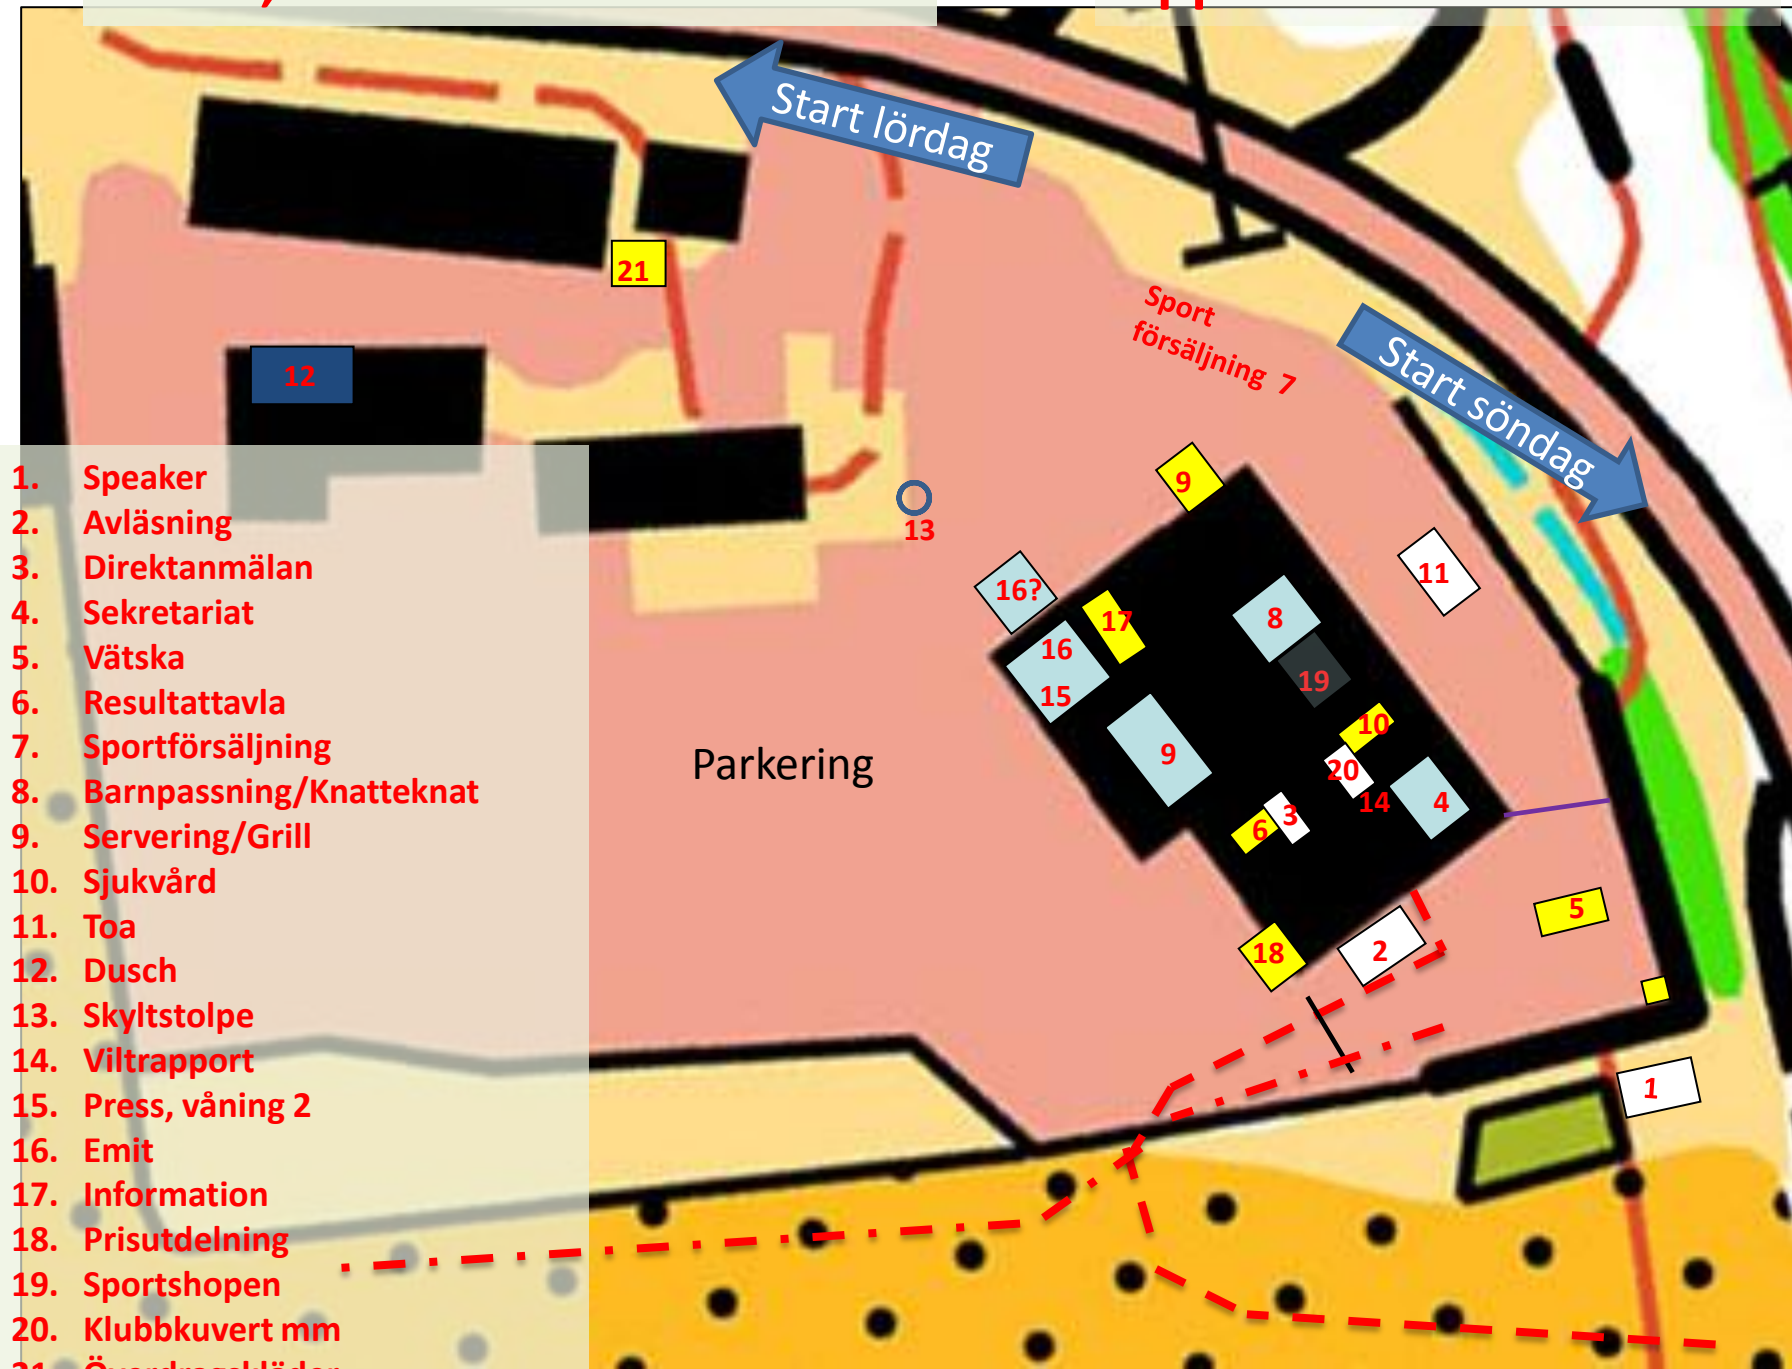 Start lördag
21
Sport
försäljning 7
12
Start söndag
1. Speaker
2. Avläsning
3. Direktanmälan
4. Sekretariat
5. Vätska
6. Resultattavla
7. Sportförsäljning
8. Barnpassning/Knatteknat
9. Servering/Grill
10. Sjukvård
11. Toa
12. Dusch
13. Skyltstolpe
14. Viltrapport
15. Press, våning 2
16. Emit
17. Information
18. Prisutdelning
19. Sportshopen
20. Klubbkuvert mm
21. Överdragskläder
13
9
11
16?
17
8
16
15
19
10
9
20
14
4
3
6
Parkering
5
2
18
1